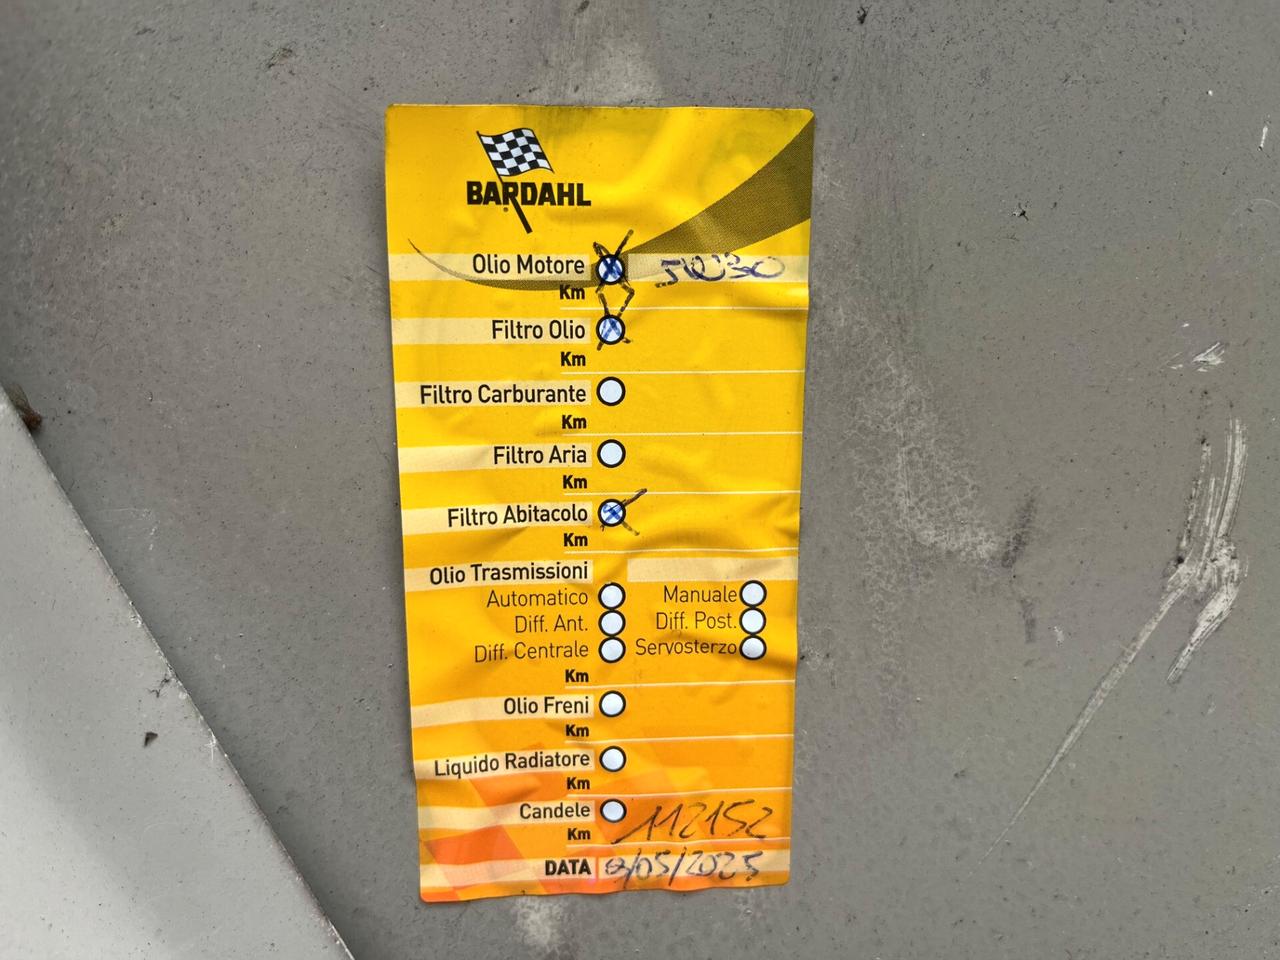 BARDAHL
Olio Motore 5W30
Km
Filtro Olio
Km
Filtro Carburante
Km
Filtro Aria
Km
Filtro Abitacolo
Km
Olio Trasmissioni
Automatico Manuale
Diff. Ant. Diff. Post.
Diff. Centrale Servosterzo
Km
Olio Freni
Km
Liquido Radiatore
Km
Candele
Km 112152
DATA